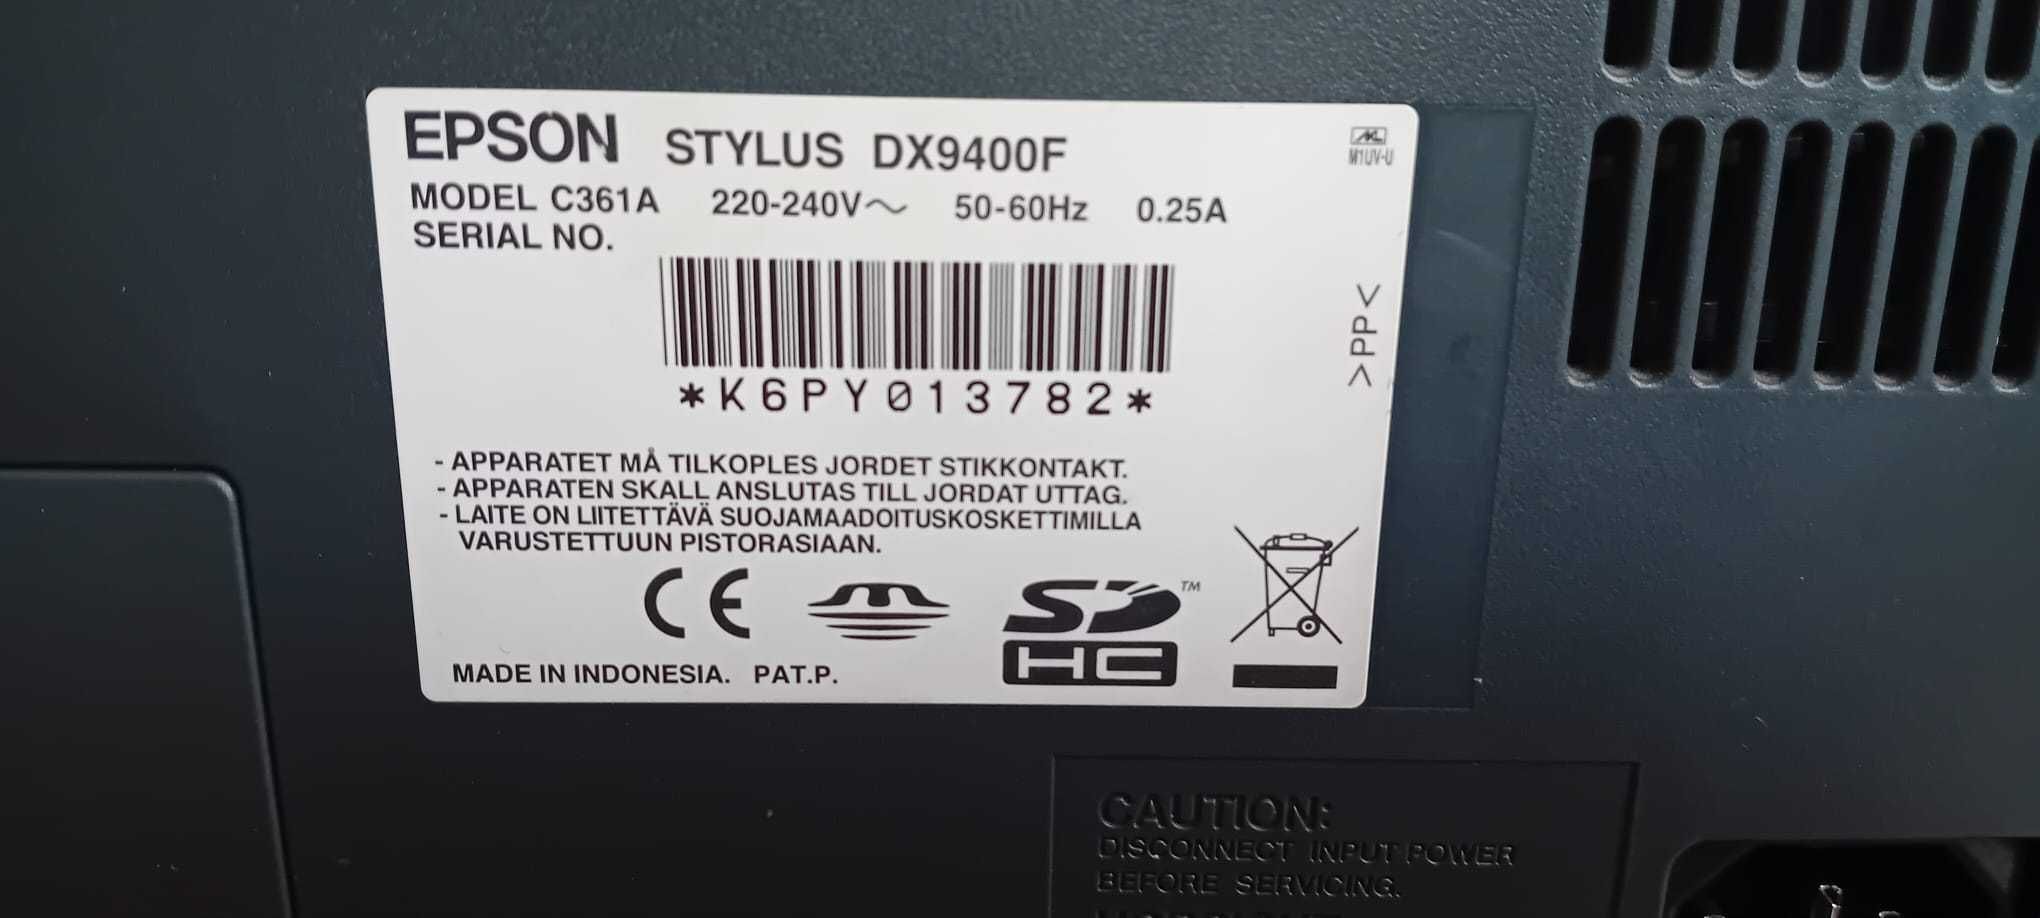 EPSON STYLUS DX9400F
M1UV-U
MODEL C361A 220-240V~ 50-60Hz 0.25A
SERIAL NO.
*K6PY013782*
>PP<
- APPARATET MÅ TILKOPLES JORDET STIKKONTAKT.
- APPARATEN SKALL ANSLUTAS TILL JORDAT UTTAG.
- LAITE ON LIITETTÄVÄ SUOJAMAADOITUSKOSKETTIMILLA
VARUSTETTUUN PISTORASIAAN.
CE
SD™
HC
MADE IN INDONESIA. PAT.P.
CAUTION:
DISCONNECT INPUT POWER
BEFORE SERVICING.